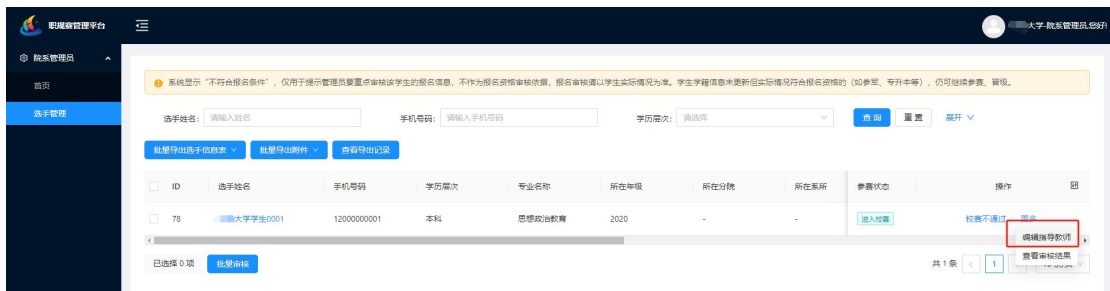 职规赛管理平台
大学-院系管理员,您好!
院系管理员
首页
选手管理
系统显示“不符合报名条件”，仅用于提示管理员要重点审核该学生的报名信息，不作为报名资格审核依据，报名审核请以学生实际情况为准。学生学籍信息未更新但实际情况符合报名资格的（如参军、专升本等），仍可继续参赛、晋级。
选手姓名: 请输入姓名 手机号码: 请输入手机号码 学历层次: 请选择 查 询 重 置 展开
批量导出选手信息表 批量导出附件 查看导出记录
ID 选手姓名 手机号码 学历层次 专业名称 所在年级 所在分院 所在系所 参赛状态 操作
78 大学学生0001 12000000001 本科 思想政治教育 2020 - - 进入校赛 校赛不通过 更多
编辑指导教师
查看审核结果
已选择 0 项 批量审核 共 1 条 < 1